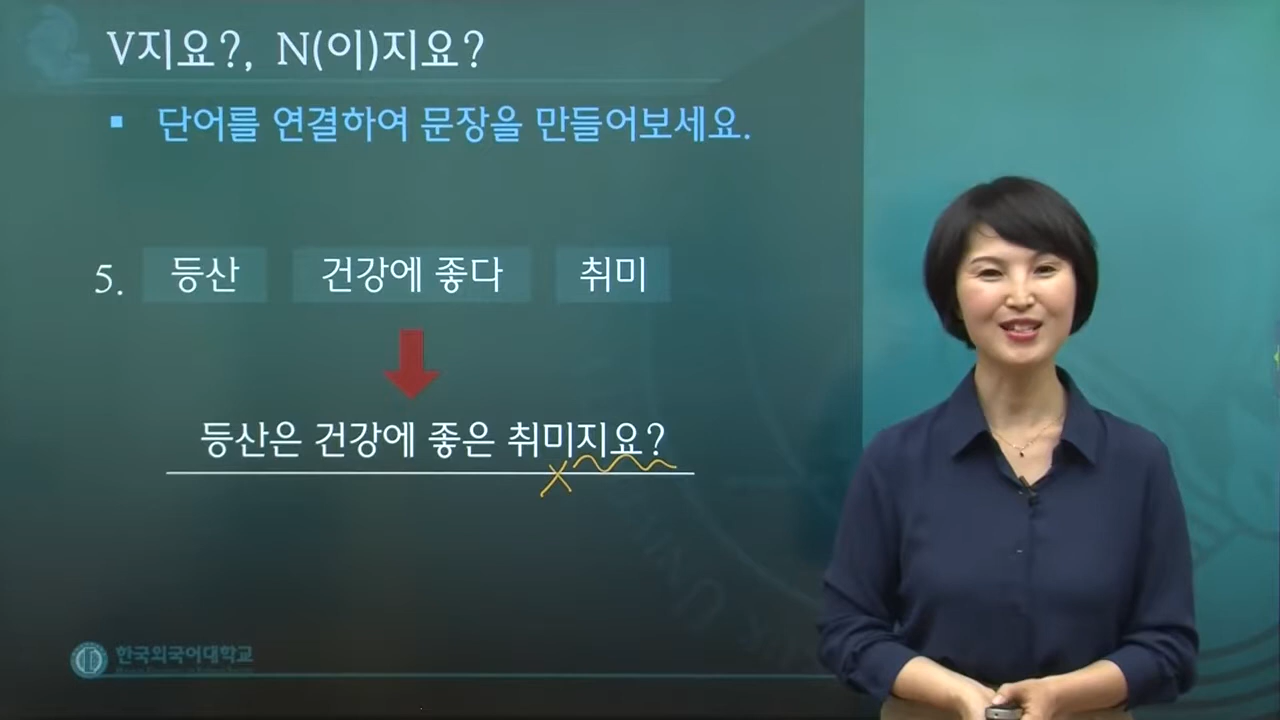 V지요?, N(이)지요?
▪ 단어를 연결하여 문장을 만들어보세요.
5. 등산 건강에 좋다 취미
등산은 건강에 좋은 취미지요?
X
한국외국어대학교